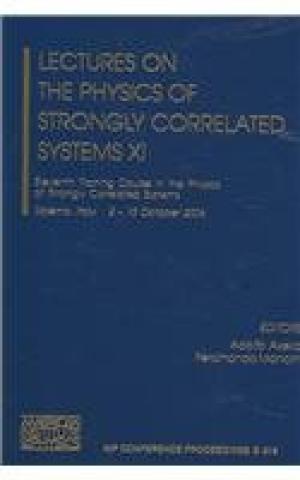 LECTURES ON
THE PHYSICS OF
STRONGLY CORRELATED
SYSTEMS XI
Eleventh Training Course in the Physics
of Strongly Correlated Systems
Salerno, Italy 2 - 13 October 2006
EDITORS
Adolfo Avella
Ferdinando Mancini
AIP CONFERENCE PROCEEDINGS